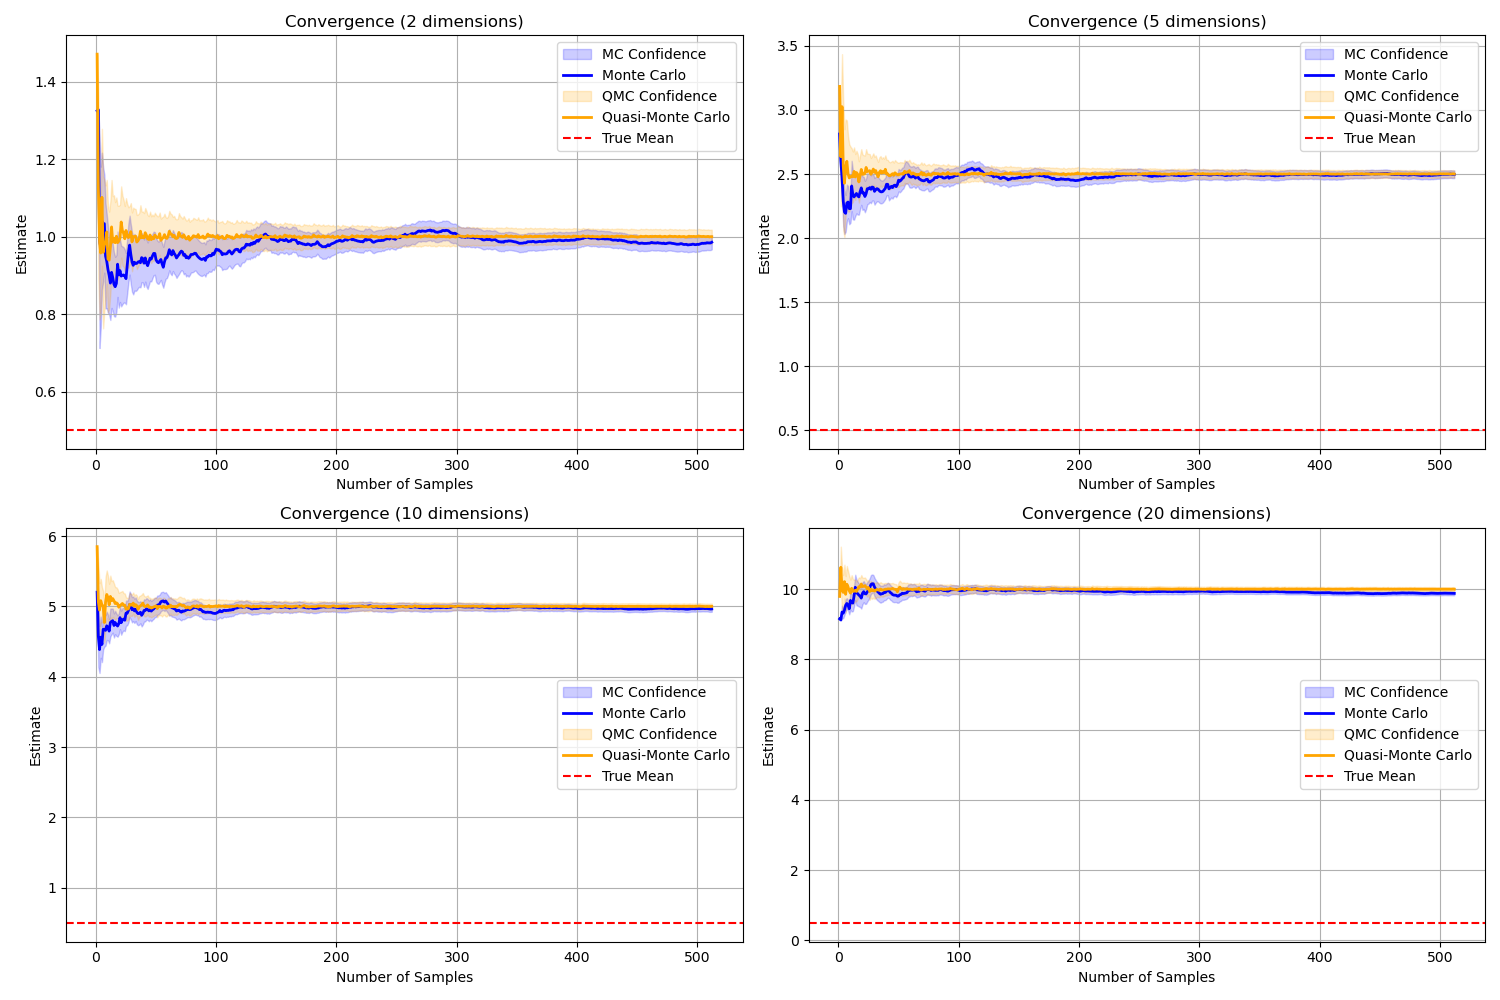 Convergence (2 dimensions)
Estimate
1.4
1.2
1.0
0.8
0.6
MC Confidence
Monte Carlo
QMC Confidence
Quasi-Monte Carlo
True Mean
0 100 200 300 400 500
Number of Samples
Convergence (5 dimensions)
Estimate
3.5
3.0
2.5
2.0
1.5
1.0
0.5
MC Confidence
Monte Carlo
QMC Confidence
Quasi-Monte Carlo
True Mean
0 100 200 300 400 500
Number of Samples
Convergence (10 dimensions)
Estimate
6
5
4
3
2
1
MC Confidence
Monte Carlo
QMC Confidence
Quasi-Monte Carlo
True Mean
0 100 200 300 400 500
Number of Samples
Convergence (20 dimensions)
Estimate
10
8
6
4
2
0
MC Confidence
Monte Carlo
QMC Confidence
Quasi-Monte Carlo
True Mean
0 100 200 300 400 500
Number of Samples